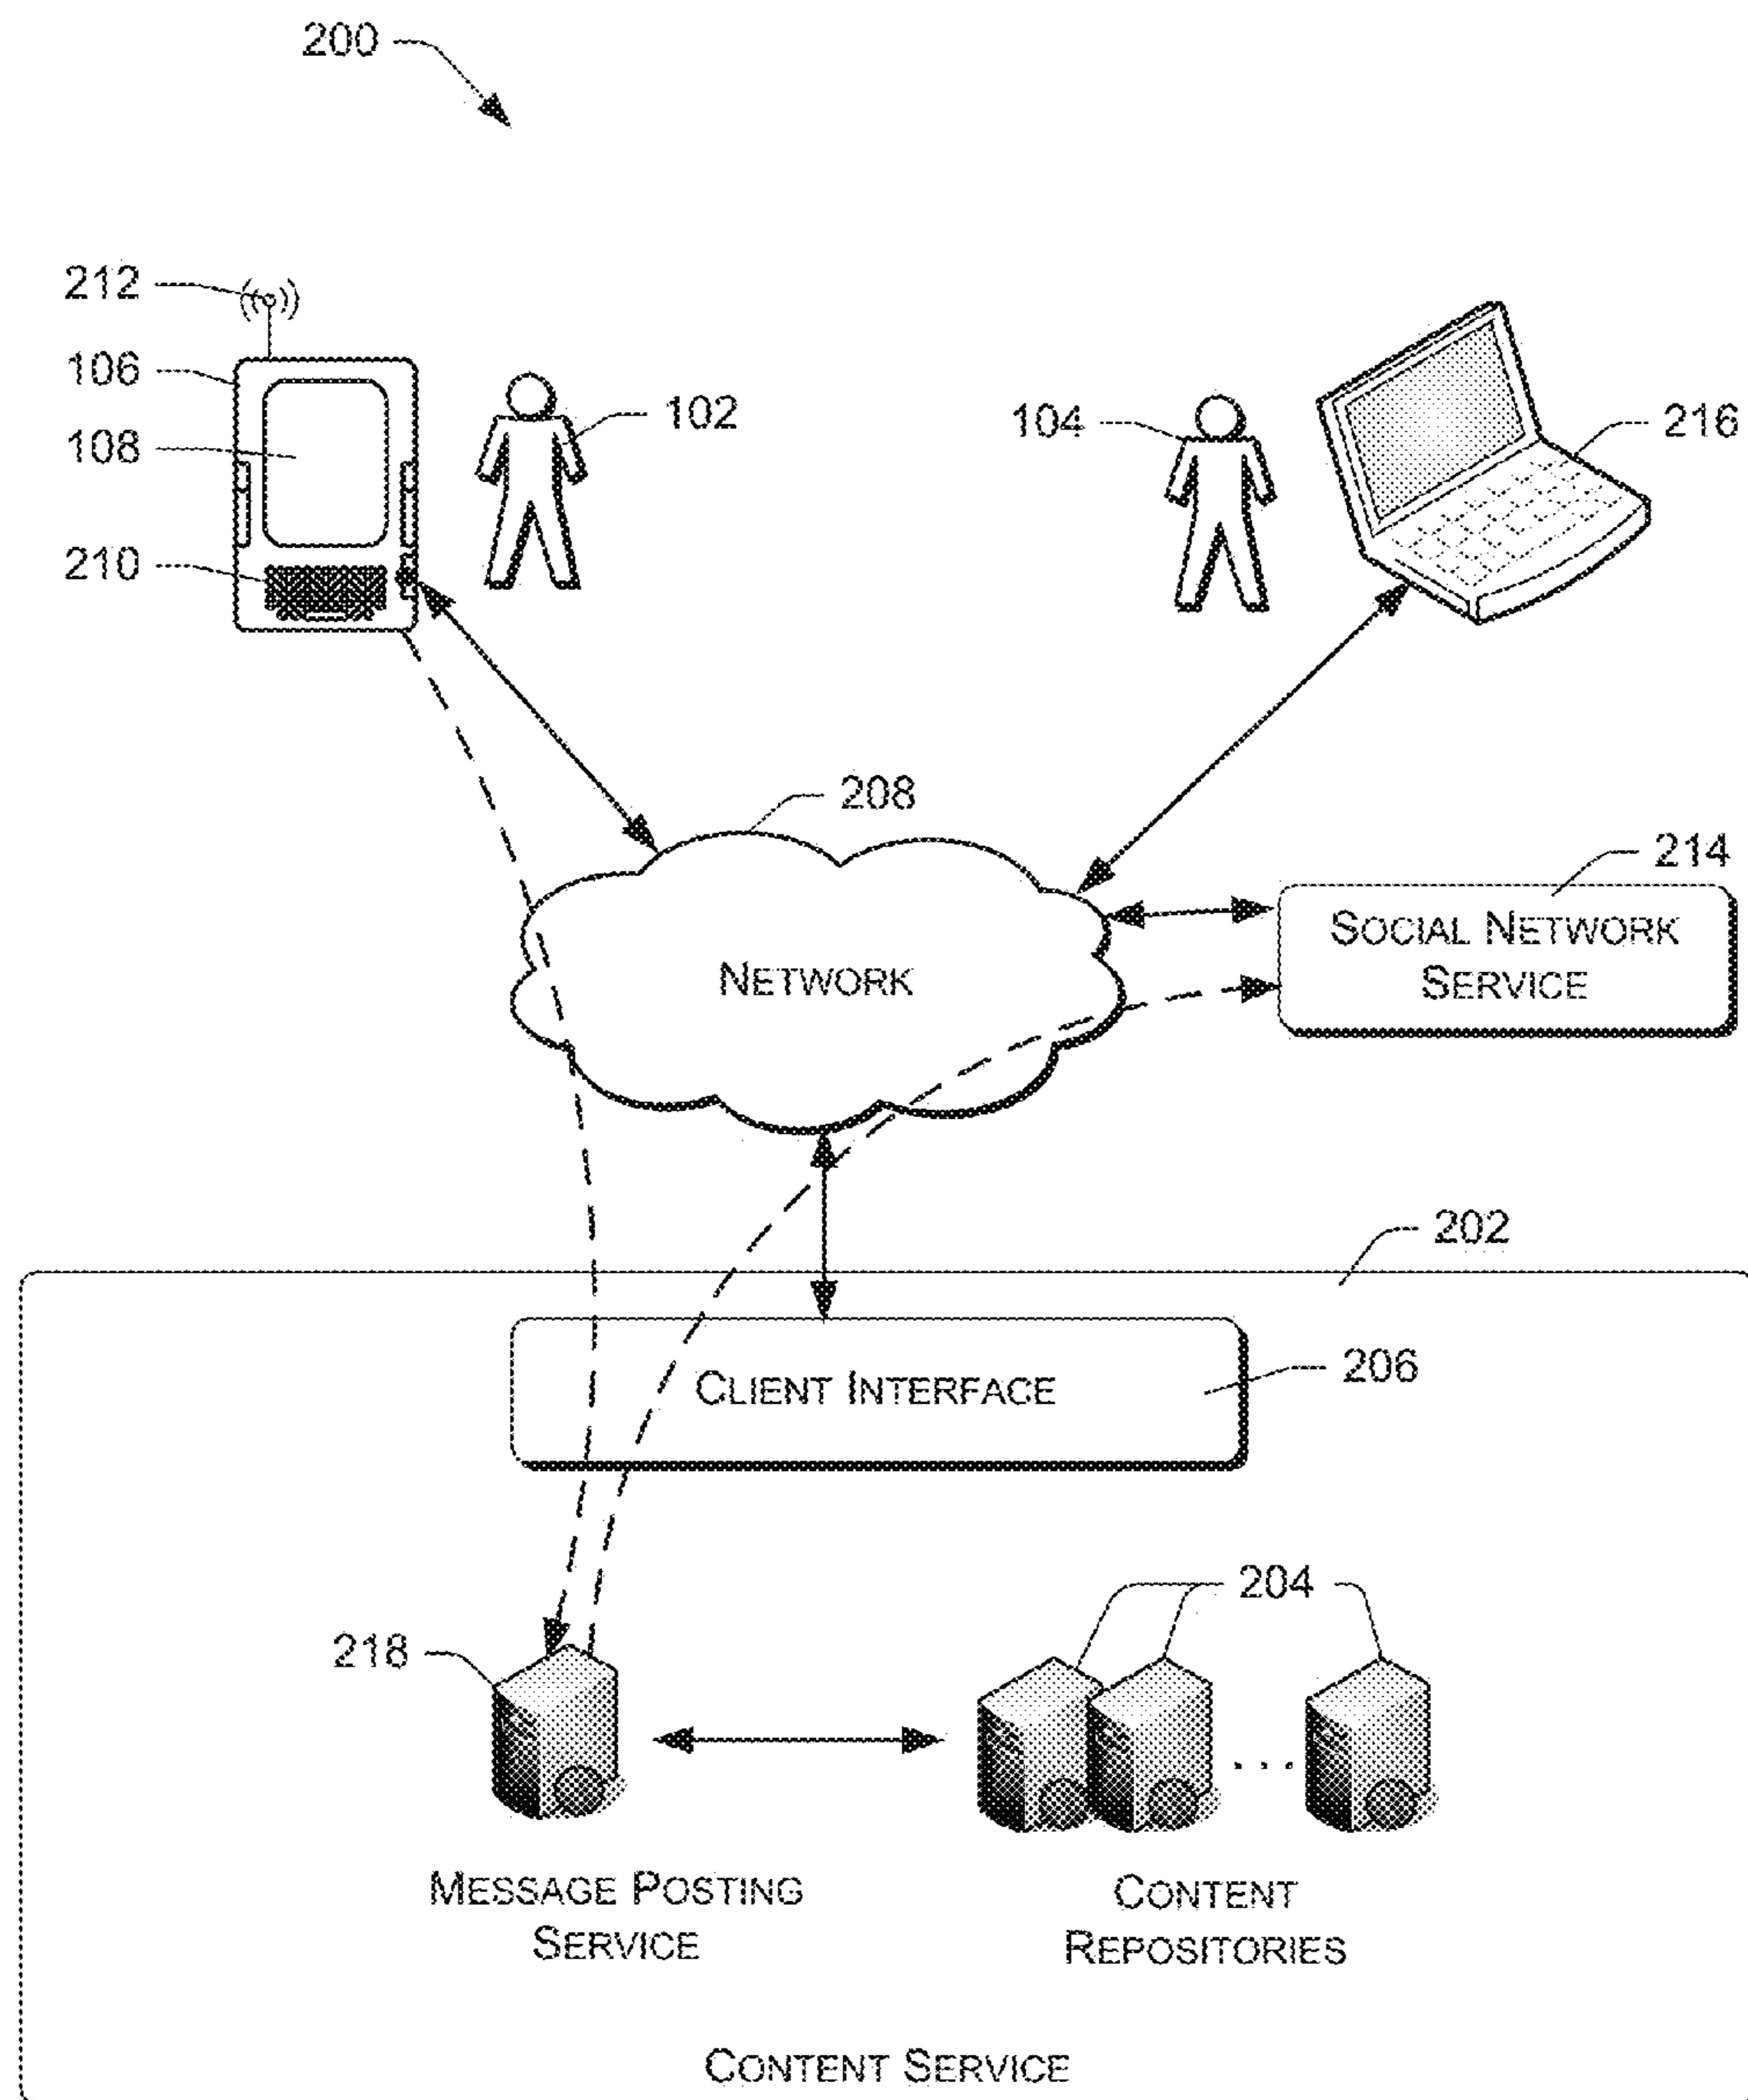 200
212
106
102
104
216
108
210
208
214
SOCIAL NETWORK
SERVICE
NETWORK
202
CLIENT INTERFACE
206
204
218
...
MESSAGE POSTING
SERVICE
CONTENT
REPOSITORIES
CONTENT SERVICE